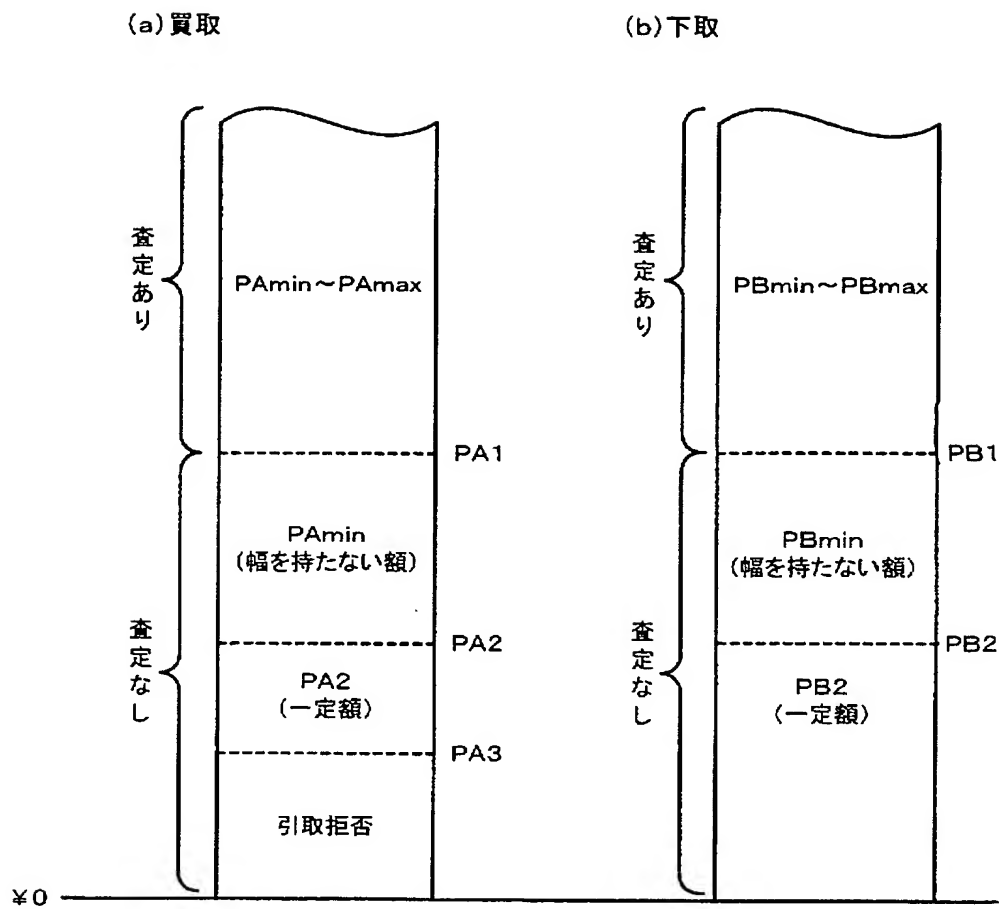 (a)買取
査定あり
PAmin～PAmax
PA1
PAmin
(幅を持たない額)
査定なし
PA2
PA2
(一定額)
PA3
引取拒否
¥0
(b)下取
査定あり
PBmin～PBmax
PB1
PBmin
(幅を持たない額)
査定なし
PB2
PB2
(一定額)